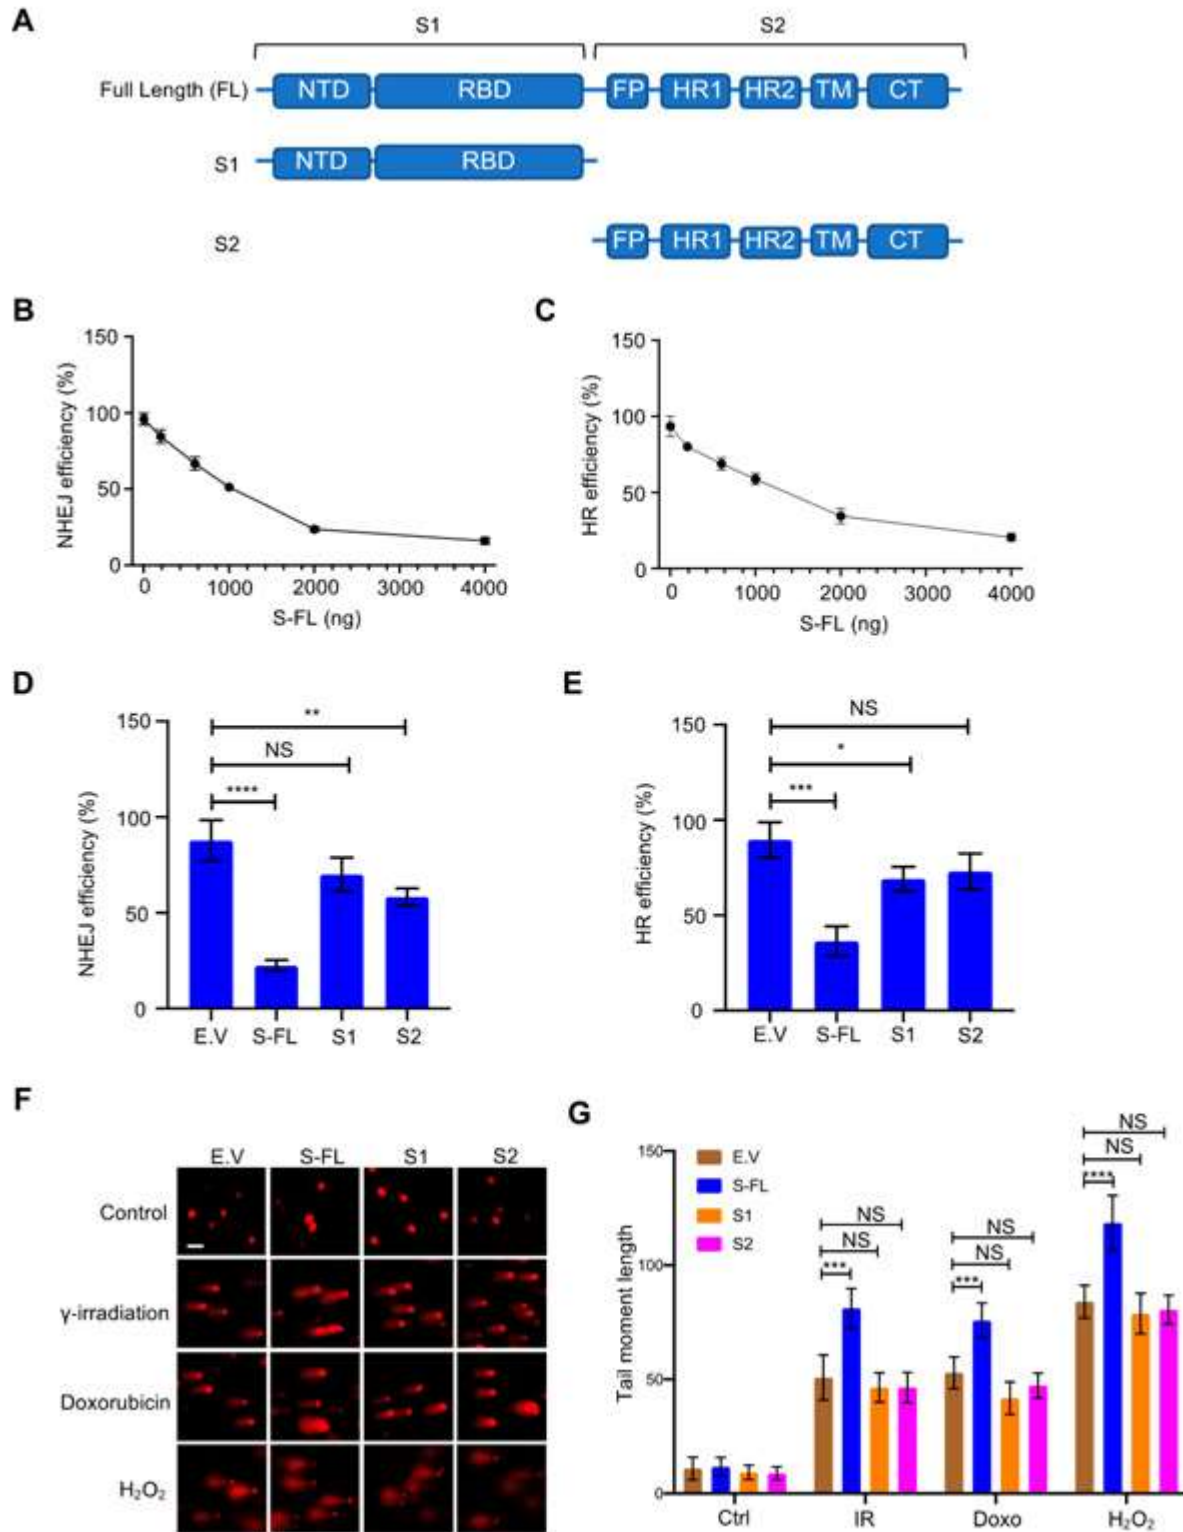 A
S1 S2
Full Length (FL) NTD RBD FP HR1 HR2 TM CT
S1 NTD RBD
S2 FP HR1 HR2 TM CT
B
150
100
50
0
NHEJ efficiency (%)
0 1000 2000 3000 4000
S-FL (ng)
C
150
100
50
0
HR efficiency (%)
0 1000 2000 3000 4000
S-FL (ng)
D
150
100
50
0
NHEJ efficiency (%)
**
NS
****
E.V S-FL S1 S2
E
150
100
50
0
HR efficiency (%)
NS
*
***
E.V S-FL S1 S2
F
E.V S-FL S1 S2
Control
γ-irradiation
Doxorubicin
H₂O₂
G
150
100
50
0
Tail moment length
E.V
S-FL
S1
S2
NS
NS
***
NS
NS
***
NS
NS
****
Ctrl IR Doxo H₂O₂